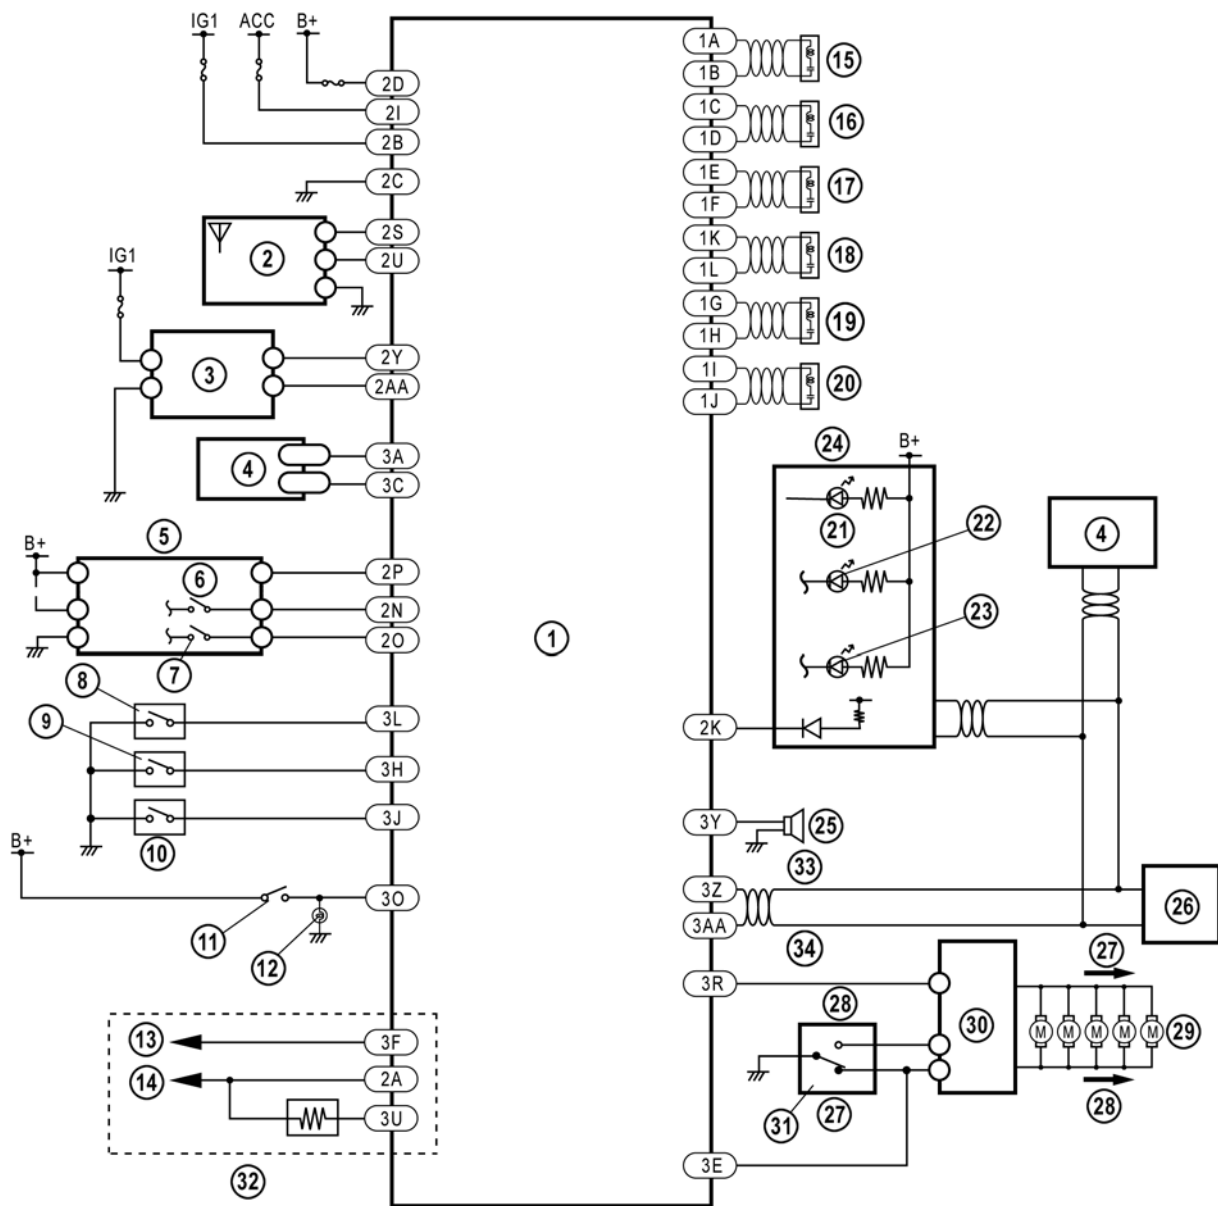 IG1 ACC B+
1A
15
1B
2D
1C
2I
16
2B
1D
1E
2C
17
1F
2S
1K
2
2U
18
1L
IG1
1G
19
1H
2Y
3
1I
2AA
20
1J
24 B+
3A
4
3C
21
22
4
5
B+
2P
6
2N
23
2O
7
1
8
3L
2K
9
3H
3J
3Y
25
10
B+
33
3Z
3O
26
3AA
11
34
27
12
3R
28
30
13
3F
M M M M M
29
14
2A
3U
31
27
28
3E
32